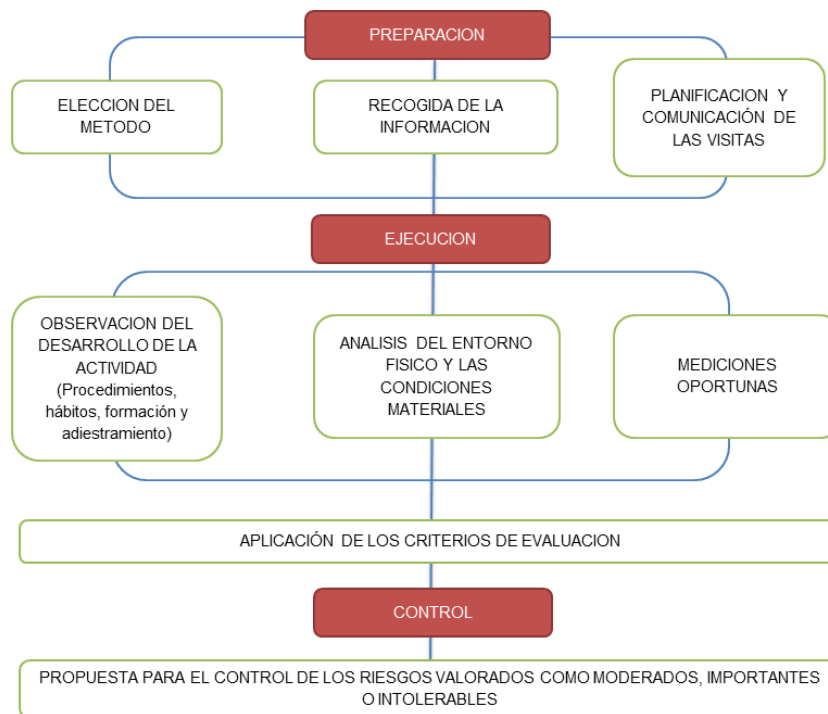 PREPARACION
ELECCION DEL
METODO
RECOGIDA DE LA
INFORMACION
PLANIFICACION Y
COMUNICACIÓN DE
LAS VISITAS
EJECUCION
OBSERVACION DEL
DESARROLLO DE LA
ACTIVIDAD
(Procedimientos,
hábitos, formación y
adiestramiento)
ANALISIS DEL ENTORNO
FISICO Y LAS
CONDICIONES
MATERIALES
MEDICIONES
OPORTUNAS
APLICACIÓN DE LOS CRITERIOS DE EVALUACION
CONTROL
PROPUESTA PARA EL CONTROL DE LOS RIESGOS VALORADOS COMO MODERADOS, IMPORTANTES
O INTOLERABLES